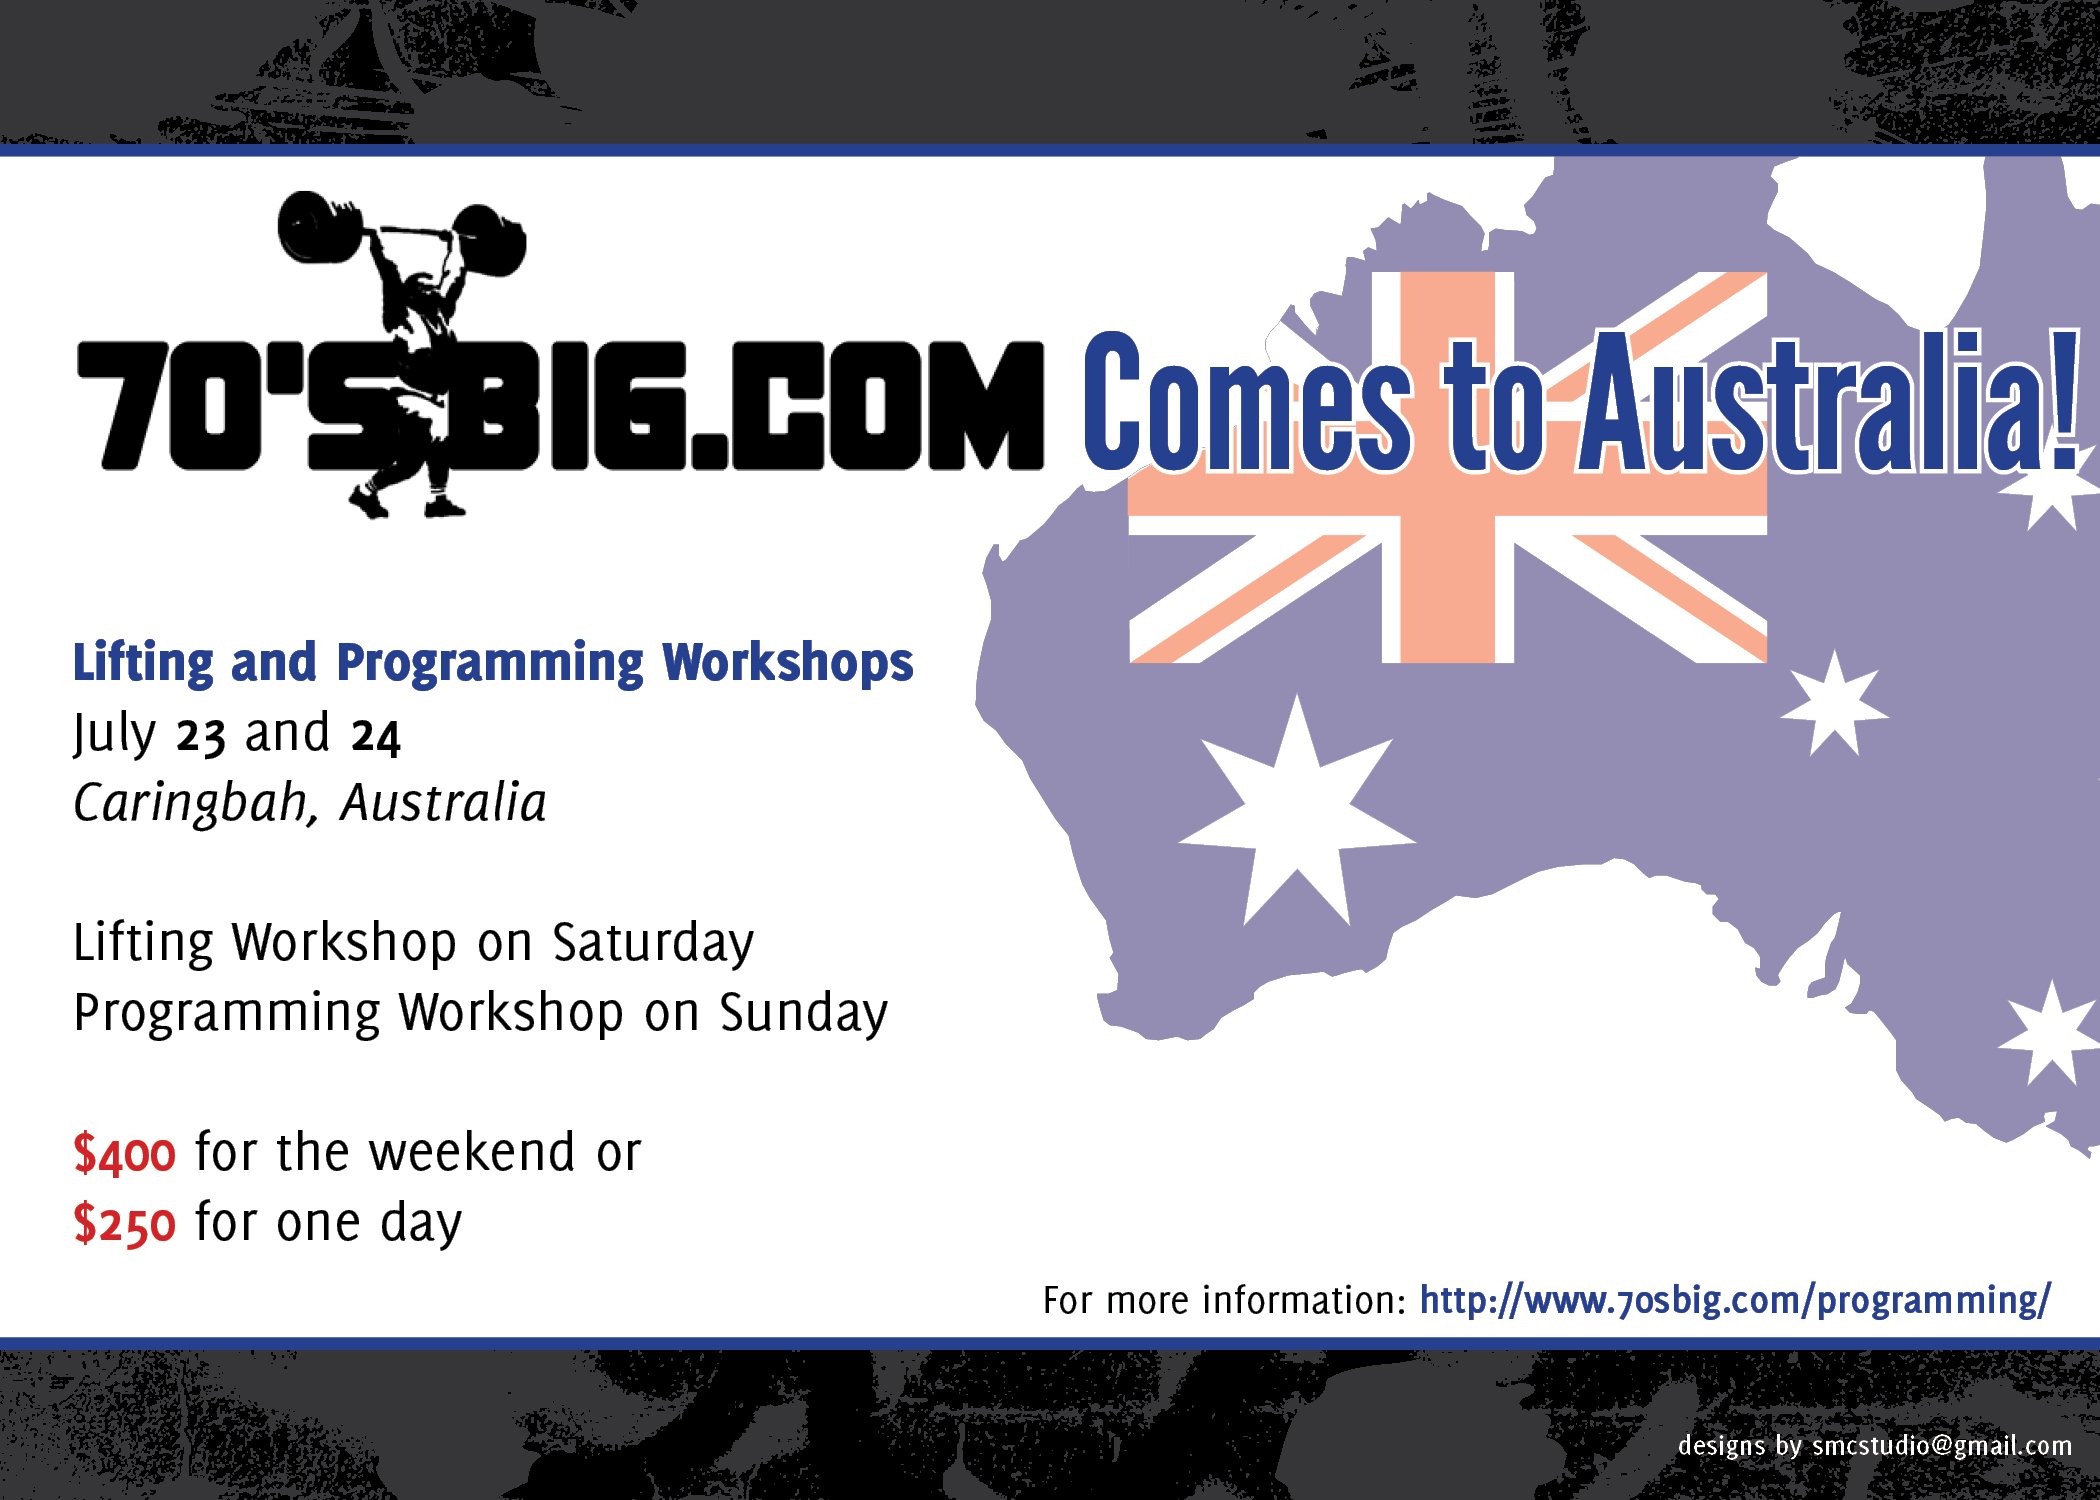 70'SBIG.COM Comes to Australia!
Lifting and Programming Workshops
July 23 and 24
Caringbah, Australia
Lifting Workshop on Saturday
Programming Workshop on Sunday
$400 for the weekend or
$250 for one day
For more information: http://www.70sbig.com/programming/
designs by smcstudio@gmail.com